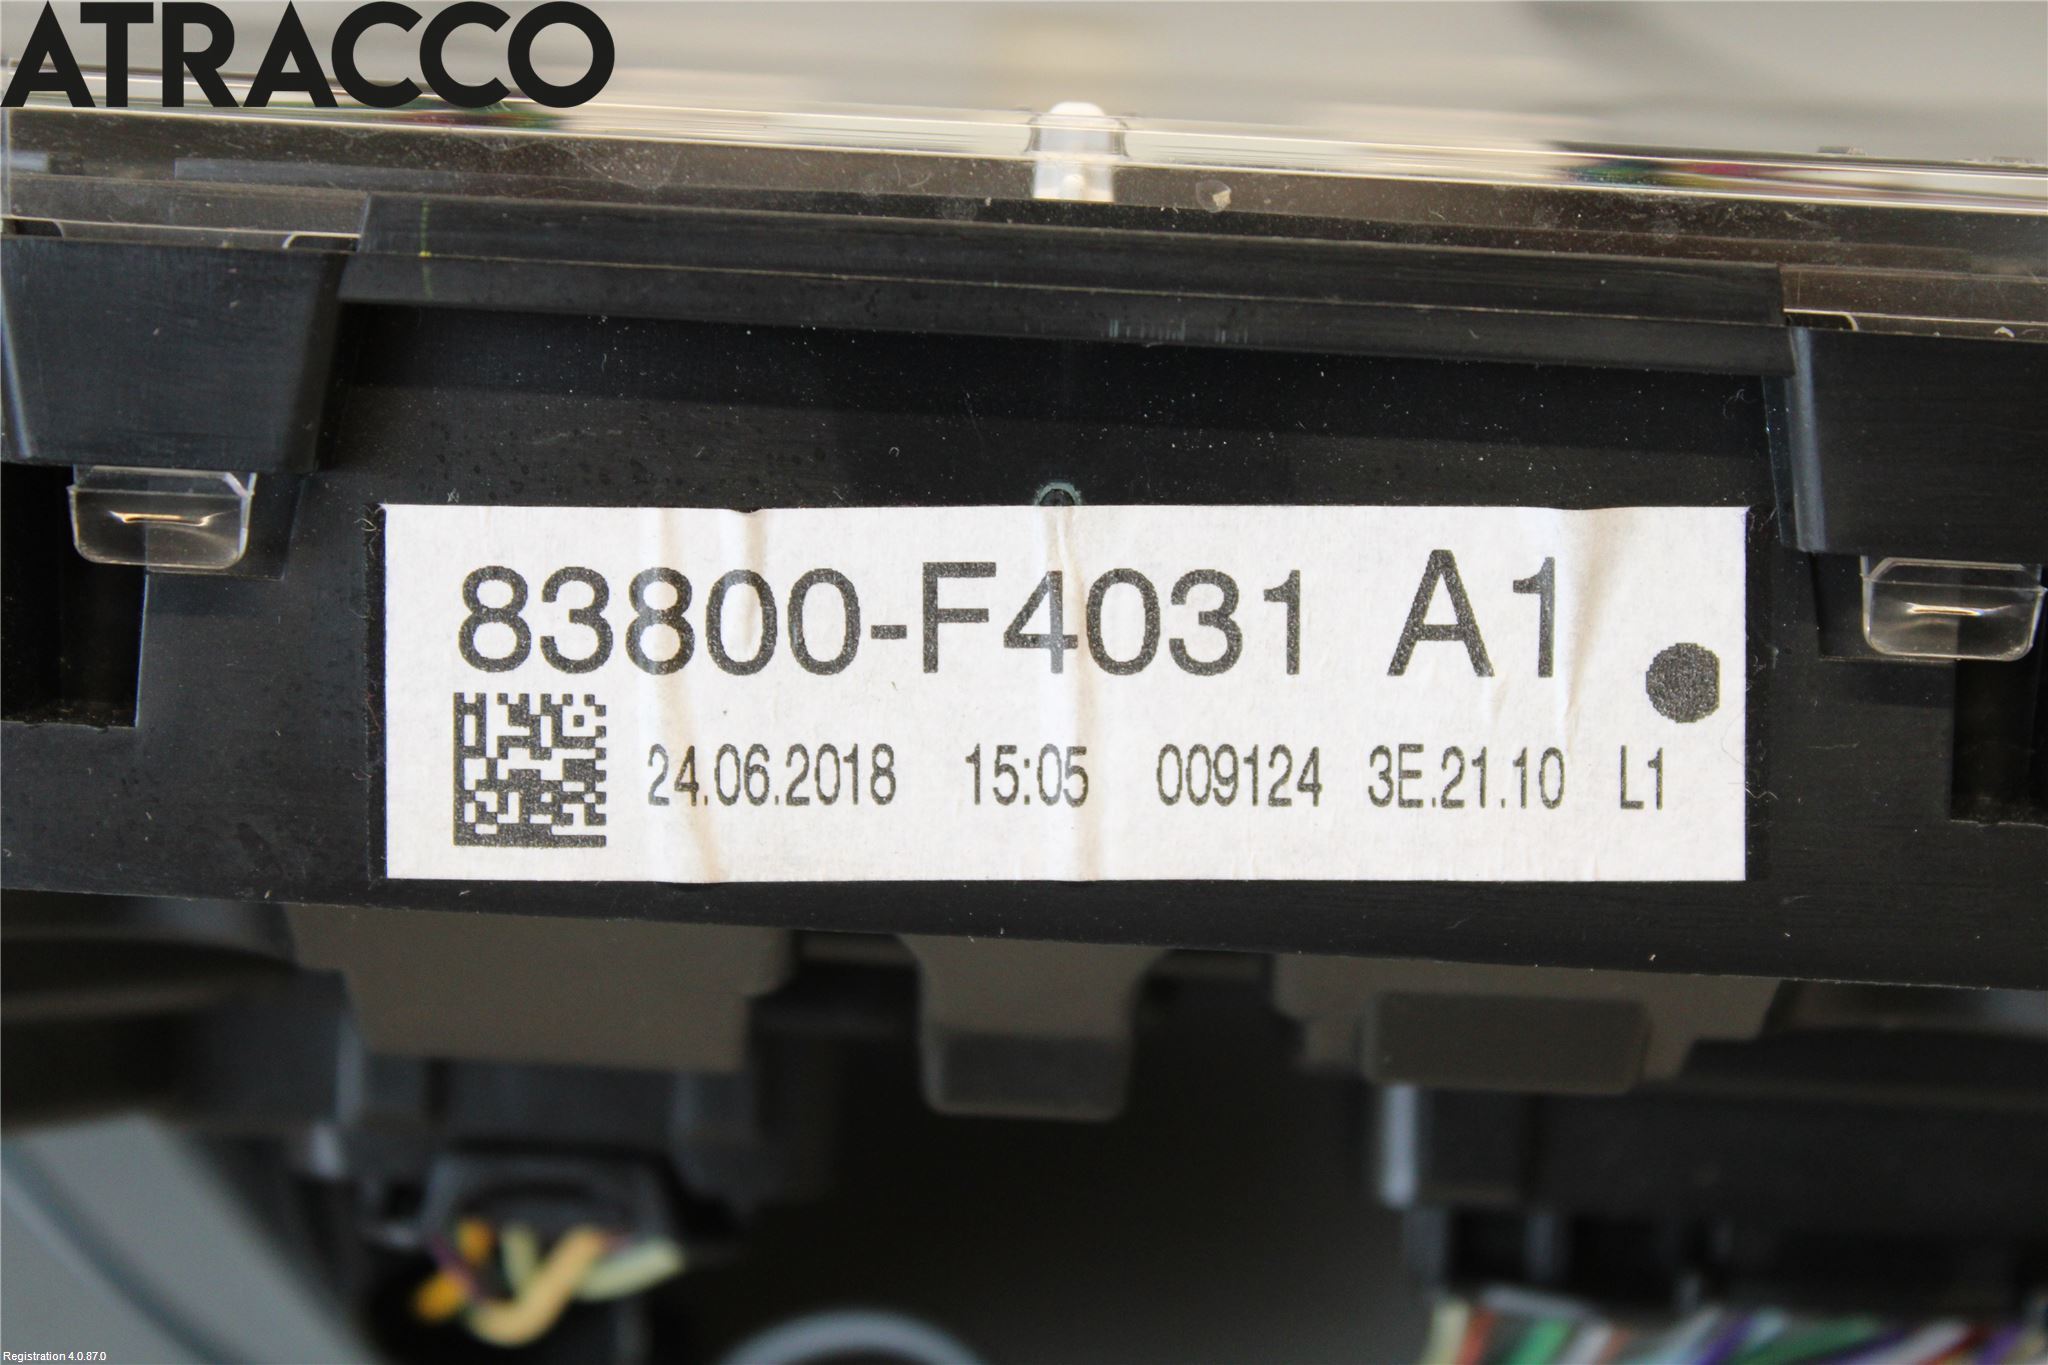 ATRACCO
83800-F4031 A1
24.06.2018 15:05 009124 3E.21.10 L1
Registration 4.0.87.0